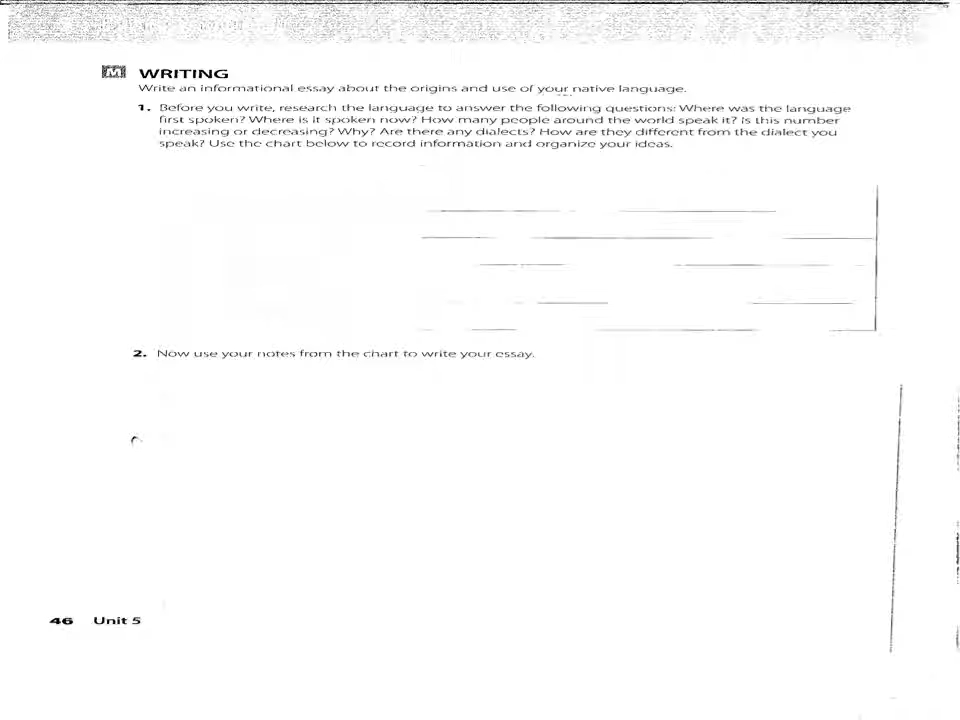 M WRITING
Write an informational essay about the origins and use of your native language.
1. Before you write, research the language to answer the following questions: Where was the language
first spoken? Where is it spoken now? How many people around the world speak it? Is this number
increasing or decreasing? Why? Are there any dialects? How are they different from the dialect you
speak? Use the chart below to record information and organize your ideas.
2. Now use your notes from the chart to write your essay.
46 Unit 5